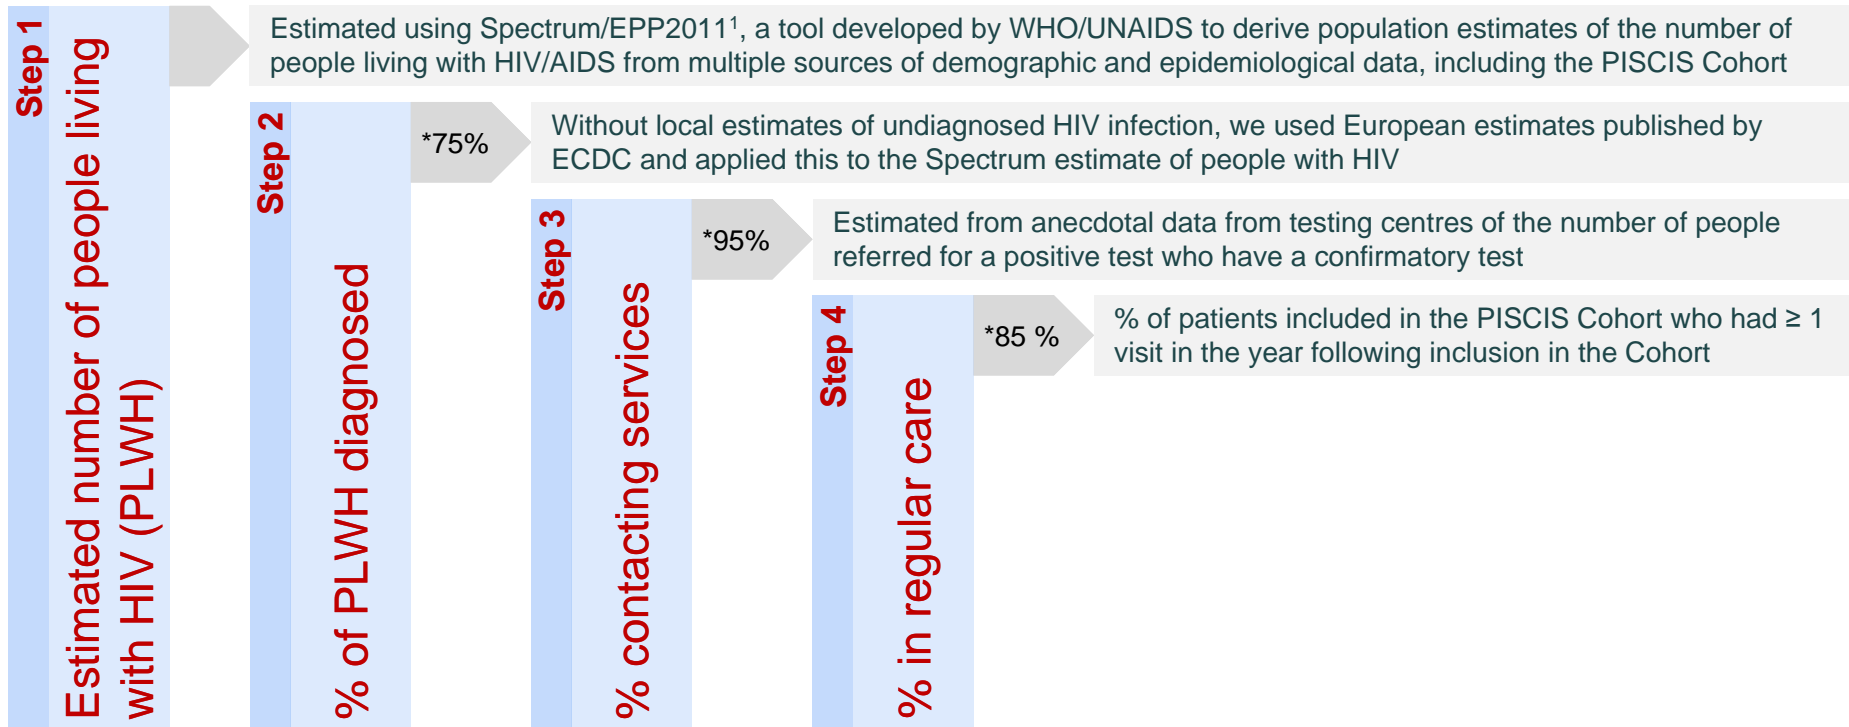 Step 1
Estimated number of people living
with HIV (PLWH)
Estimated using Spectrum/EPP2011¹, a tool developed by WHO/UNAIDS to derive population estimates of the number of
people living with HIV/AIDS from multiple sources of demographic and epidemiological data, including the PISCIS Cohort
Step 2
% of PLWH diagnosed
*75%
Without local estimates of undiagnosed HIV infection, we used European estimates published by
ECDC and applied this to the Spectrum estimate of people with HIV
Step 3
% contacting services
*95%
Estimated from anecdotal data from testing centres of the number of people
referred for a positive test who have a confirmatory test
Step 4
% in regular care
*85 %
% of patients included in the PISCIS Cohort who had ≥ 1
visit in the year following inclusion in the Cohort